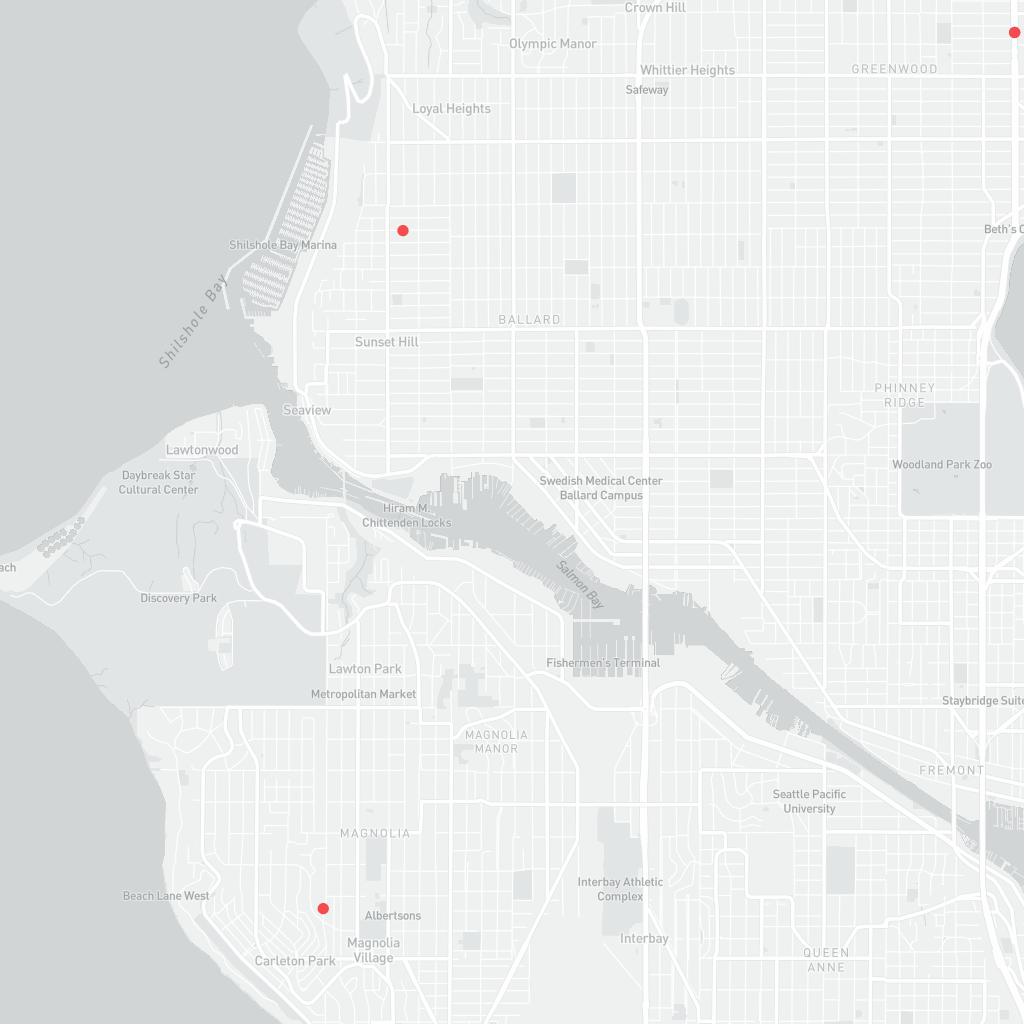 Crown Hill
Olympic Manor
Whittier Heights
GREENWOOD
Safeway
Loyal Heights
Beth's C
Shilshole Bay Marina
Shilshole Bay
BALLARD
Sunset Hill
PHINNEY
RIDGE
Seaview
Lawtonwood
Woodland Park Zoo
Daybreak Star
Cultural Center
Swedish Medical Center
Ballard Campus
Hiram M.
Chittenden Locks
ach
Salmon Bay
Discovery Park
Fishermen's Terminal
Lawton Park
Metropolitan Market
Staybridge Suite
MAGNOLIA
MANOR
FREMONT
Seattle Pacific
University
MAGNOLIA
Interbay Athletic
Complex
Beach Lane West
Albertsons
Interbay
Magnolia
Village
QUEEN
ANNE
Carleton Park